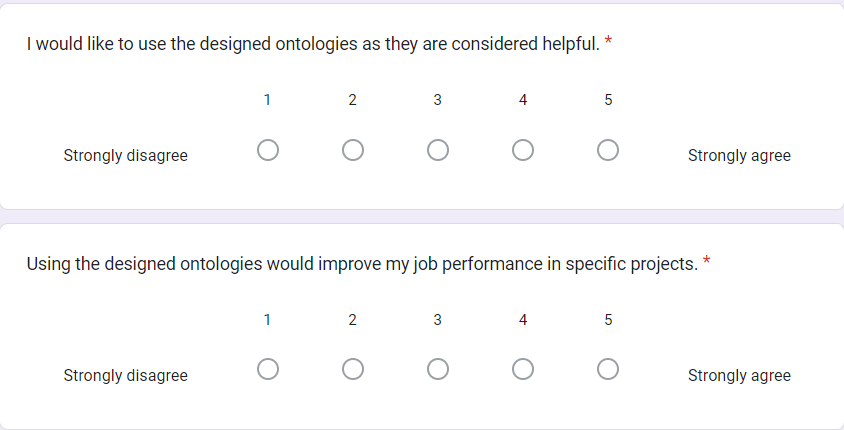 I would like to use the designed ontologies as they are considered helpful. *
1 2 3 4 5
Strongly disagree Strongly agree
Using the designed ontologies would improve my job performance in specific projects. *
1 2 3 4 5
Strongly disagree Strongly agree